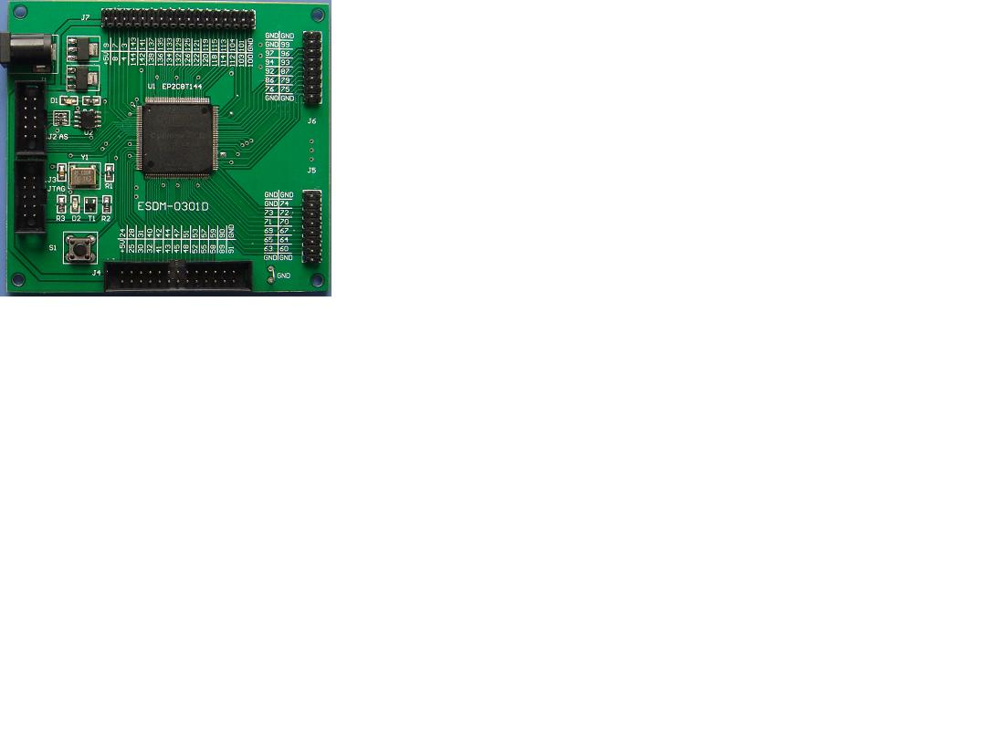 J7
+5V 9
8 7
4 3
144 143
142 141
139 137
136 135
134 133
132 129
126 125
122 121
120 119
118 115
114 113
112 104
103 101
100 GND
GND GND
GND 99
97 96
94 93
92 87
86 79
76 75
GND GND
J6
U1 EP2C8T144
D1
U2
J2 AS
Y1
J3
JTAG
R1
Cyclone II
J5
ESDM-0301D
R3 D2 T1 R2
GND GND
GND 74
73 72
71 70
69 67
65 64
63 60
GND GND
S1
+5V 24
25 28
30 31
32 40
41 42
43 44
45 47
48 51
52 53
55 57
58 59
89 90
91 GND
J4
GND